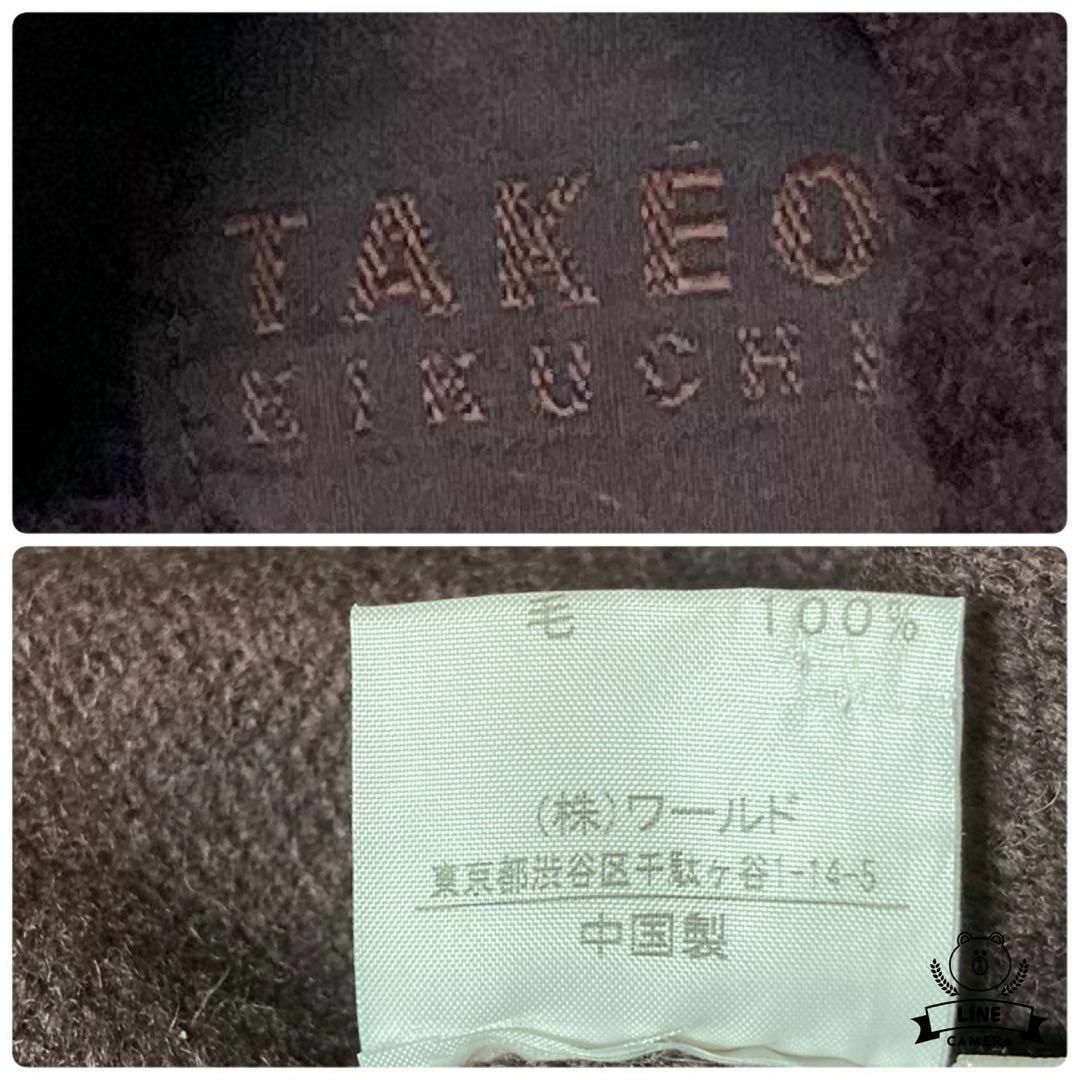 TAKEO
KIKUCHI
毛 100%
(株)ワールド
東京都渋谷区千駄ヶ谷1-14-5
中国製
LINE
CAMERA